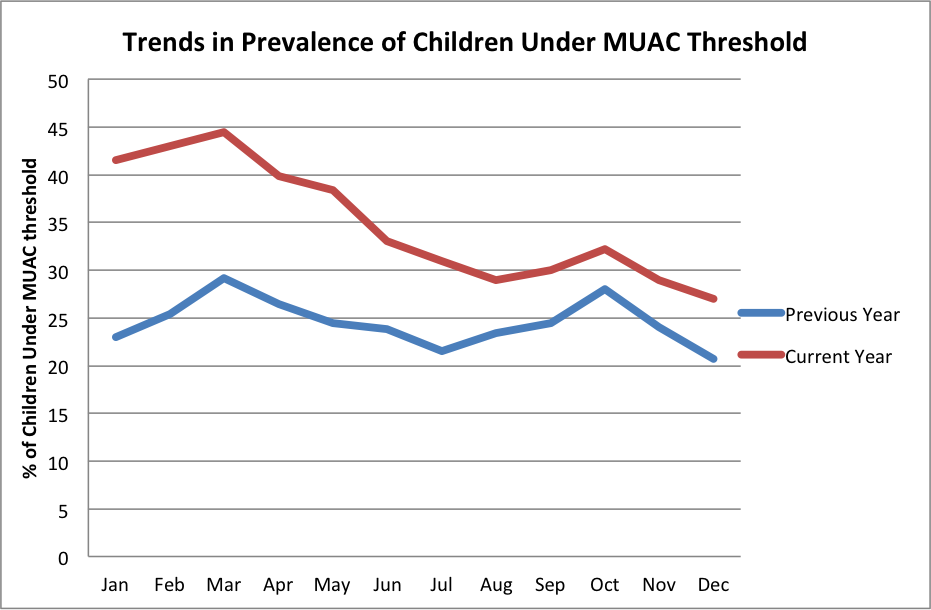 Trends in Prevalence of Children Under MUAC Threshold
% of Children Under MUAC threshold
50
45
40
35
30
25
20
15
10
5
0
Jan Feb Mar Apr May Jun Jul Aug Sep Oct Nov Dec
Previous Year
Current Year